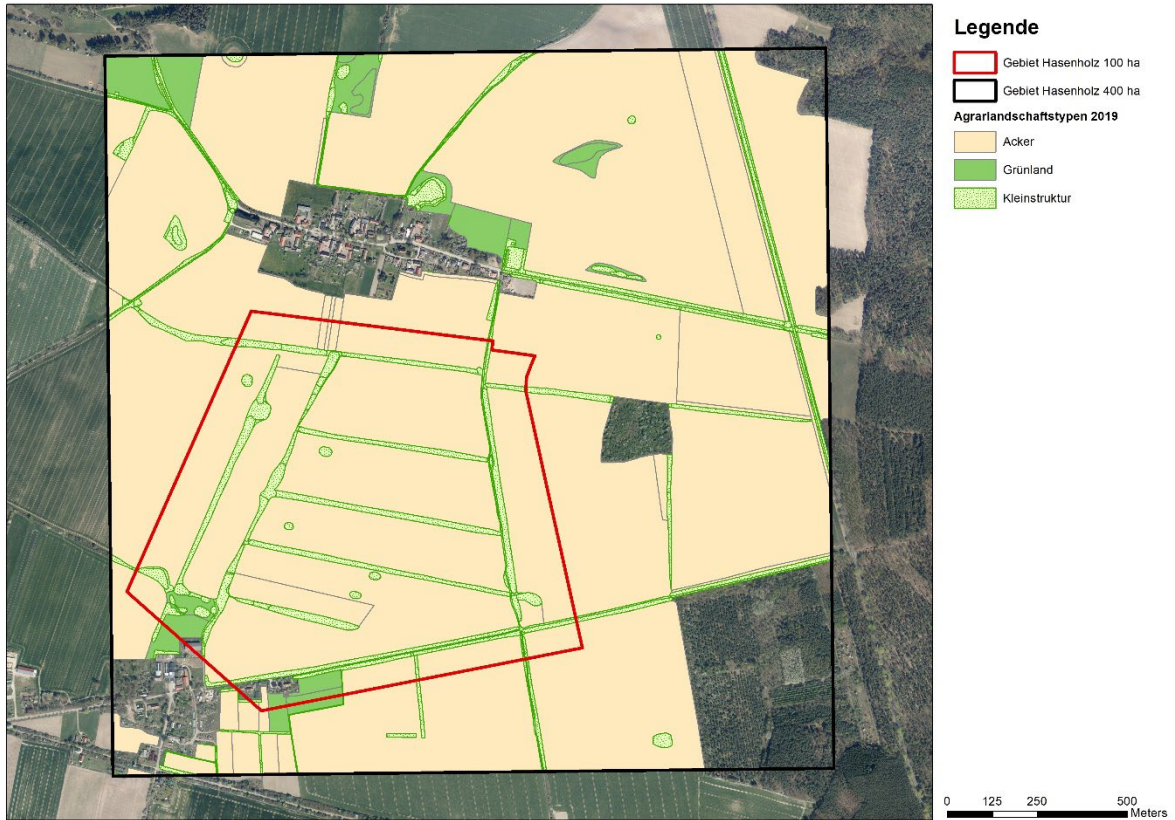 Legende
Gebiet Hasenholz 100 ha
Gebiet Hasenholz 400 ha
Agrarlandschaftstypen 2019
Acker
Grünland
Kleinstruktur
0 125 250 500
Meters